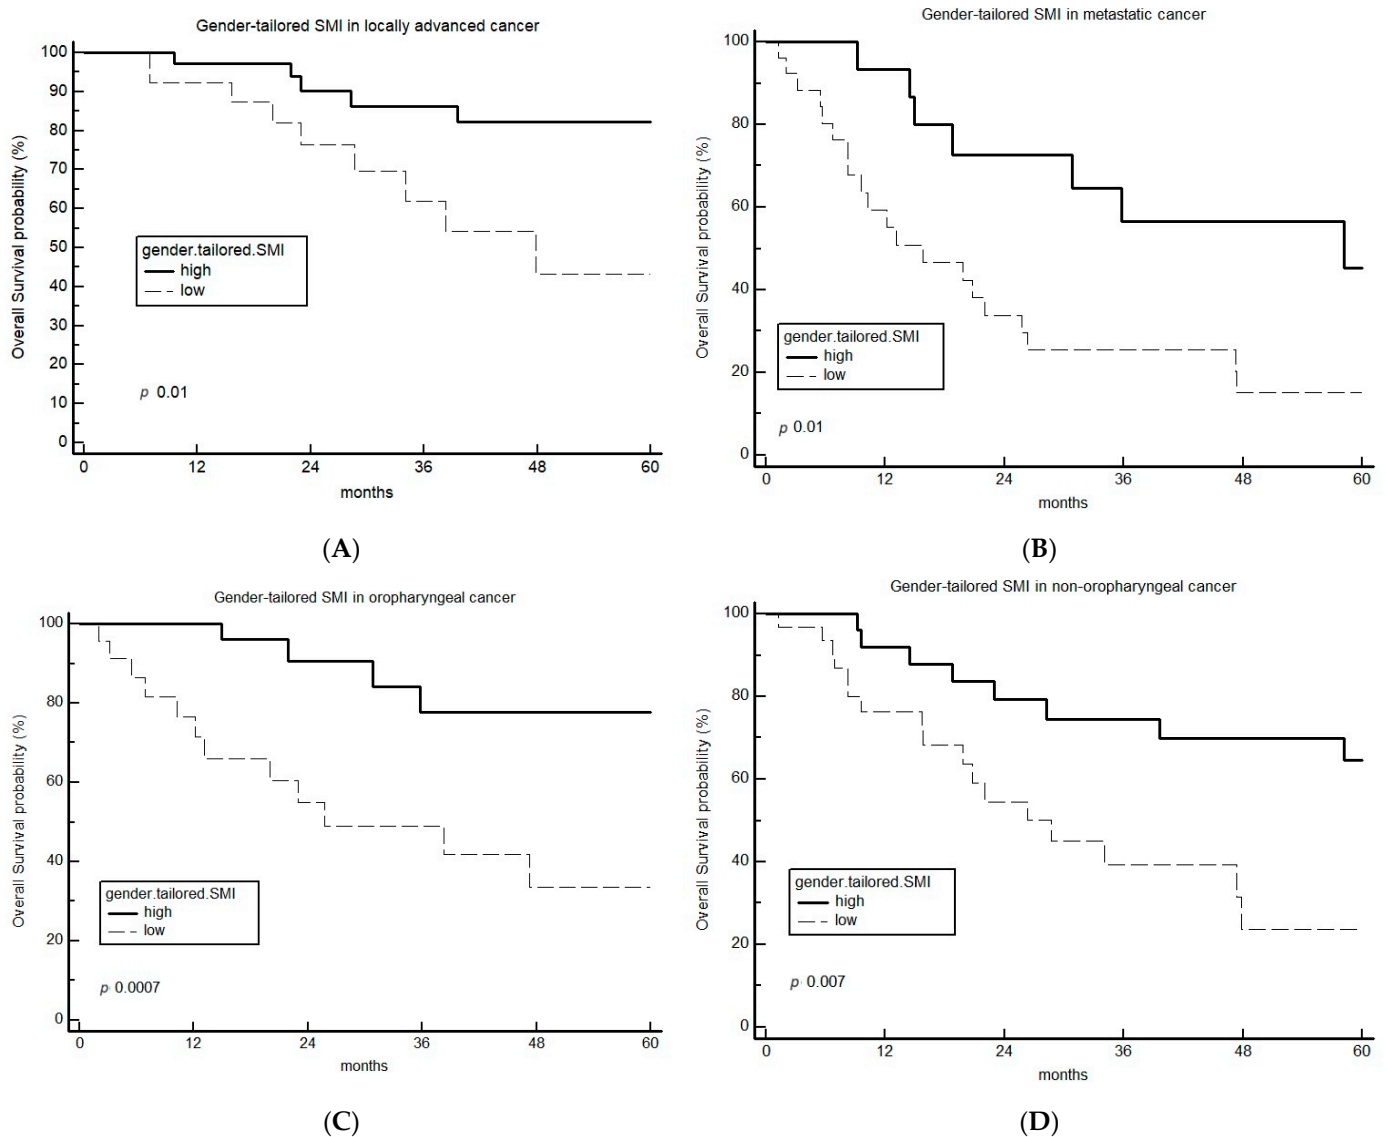 Gender-tailored SMI in locally advanced cancer
100
90
80
70
60
50
40
30
20
10
0
Overall Survival probability (%)
gender.tailored.SMI
high
low
p 0.01
0 12 24 36 48 60
months
(A)
Gender-tailored SMI in metastatic cancer
100
80
60
40
20
0
Overall Survival probability (%)
gender.tailored.SMI
high
low
p 0.01
0 12 24 36 48 60
months
(B)
Gender-tailored SMI in oropharyngeal cancer
100
80
60
40
20
0
Overall Survival probability (%)
gender.tailored.SMI
high
low
p 0.0007
0 12 24 36 48 60
months
(C)
Gender-tailored SMI in non-oropharyngeal cancer
100
80
60
40
20
0
Overall Survival probability (%)
gender.tailored.SMI
high
low
p 0.007
0 12 24 36 48 60
months
(D)